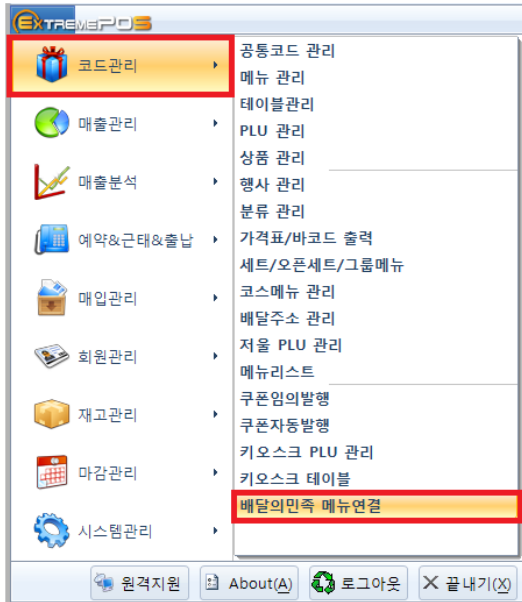 EXTREMEPOS
코드관리
매출관리
매출분석
예약&근태&출납
매입관리
회원관리
재고관리
마감관리
시스템관리
공통코드 관리
메뉴 관리
테이블관리
PLU 관리
상품 관리
행사 관리
분류 관리
가격표/바코드 출력
세트/오픈세트/그룹메뉴
코스메뉴 관리
배달주소 관리
저울 PLU 관리
메뉴리스트
쿠폰임의발행
쿠폰자동발행
키오스크 PLU 관리
키오스크 테이블
배달의민족 메뉴연결
원격지원 About(A) 로그아웃 끝내기(X)